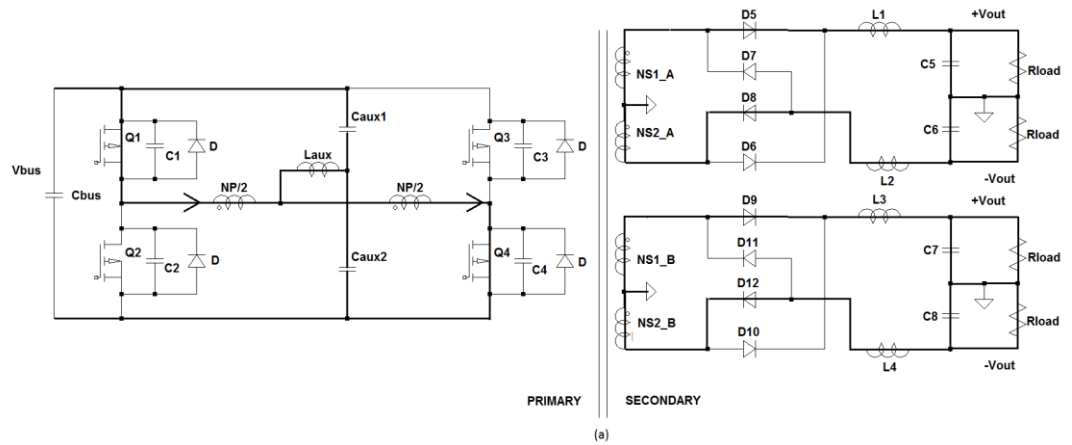 Vbus
Cbus
Q1
C1
D
Q2
C2
D
NP/2
Laux
Caux1
Caux2
NP/2
Q3
C3
D
Q4
C4
D
PRIMARY
SECONDARY
NS1_A
NS2_A
D5
D7
D8
D6
L1
L2
C5
C6
+Vout
Rload
Rload
-Vout
NS1_B
NS2_B
D9
D11
D12
D10
L3
L4
C7
C8
+Vout
Rload
Rload
-Vout
(a)